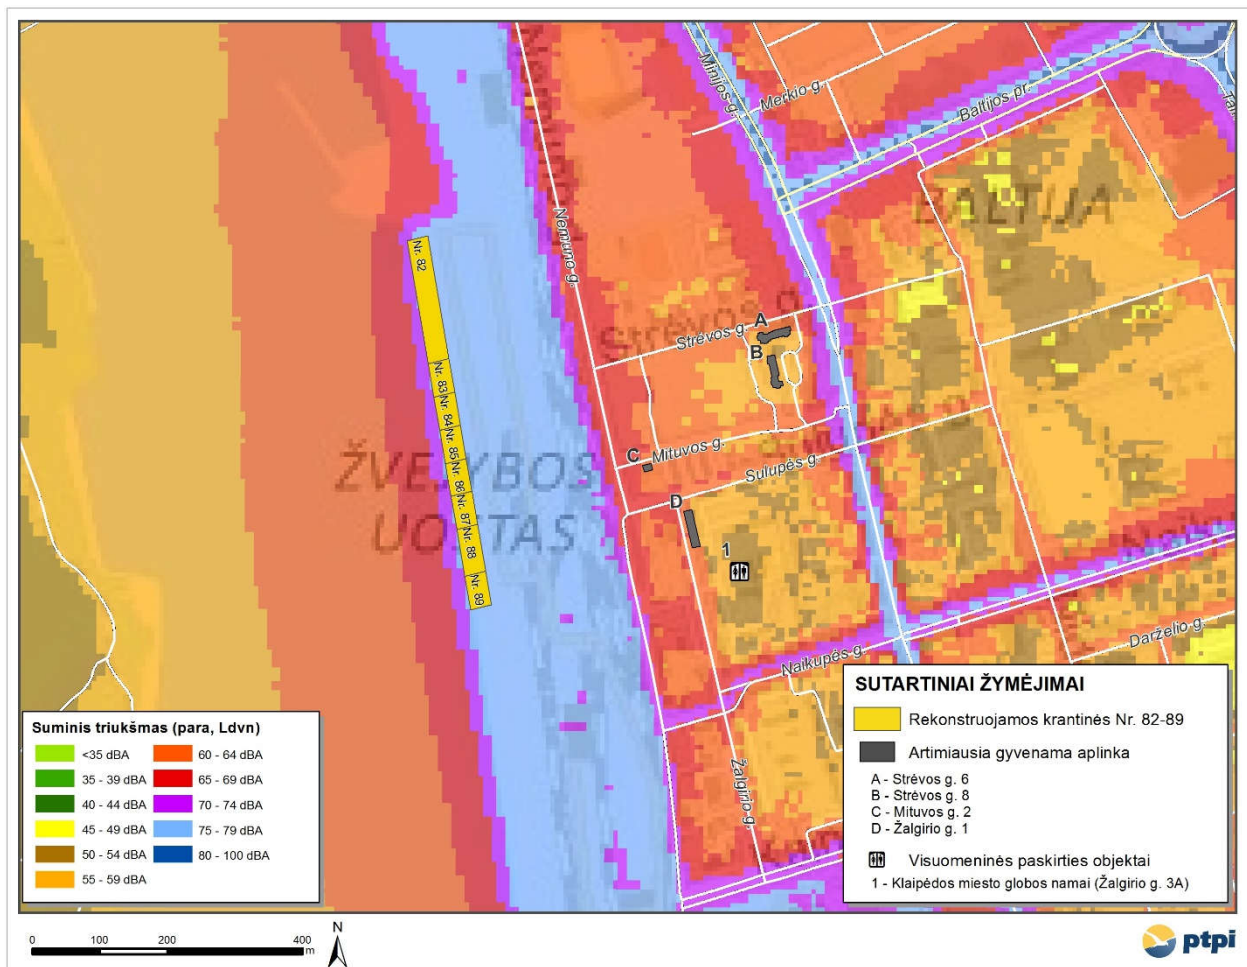 Minijos g.
Merkio g.
Baltijos pr.
BALTIJA
Nemuno g.
Nr. 82
Strėvos g.
A
Strėvos g.
B
Nr. 83
Nr. 84
Nr. 85
Nr. 86
Nr. 87
Nr. 88
Nr. 89
ŽVEJYBOS
UOSTAS
C
Mituvos g.
Sulupės g.
D
1
Naikupės g.
Darželio g.
Žalgirio g.
SUTARTINIAI ŽYMĖJIMAI
Rekonstruojamos krantinės Nr. 82-89
Artimiausia gyvenama aplinka
A - Strėvos g. 6
B - Strėvos g. 8
C - Mituvos g. 2
D - Žalgirio g. 1
Visuomeninės paskirties objektai
1 - Klaipėdos miesto globos namai (Žalgirio g. 3A)
Suminis triukšmas (para, Ldvn)
<35 dBA
60 - 64 dBA
35 - 39 dBA
65 - 69 dBA
40 - 44 dBA
70 - 74 dBA
45 - 49 dBA
75 - 79 dBA
50 - 54 dBA
80 - 100 dBA
55 - 59 dBA
0 100 200 400
m
N
ptpi